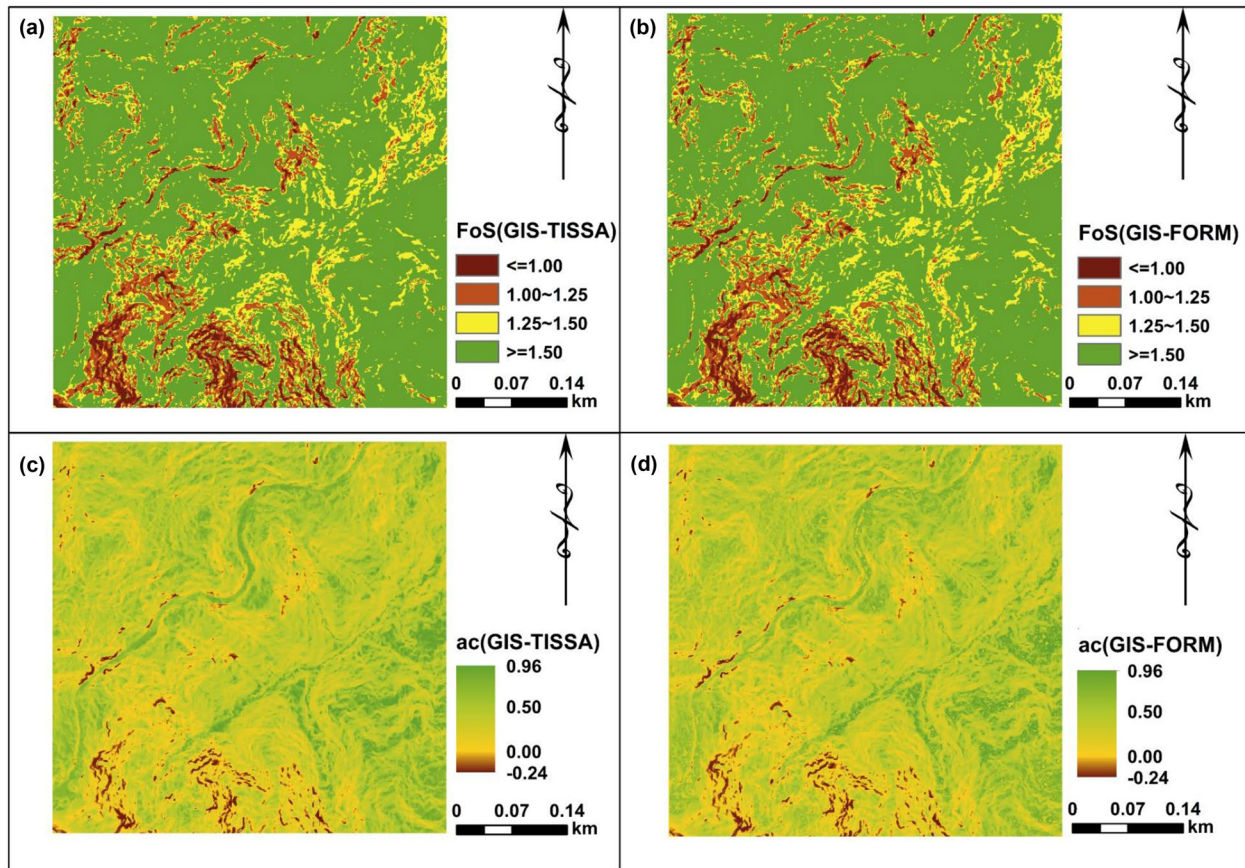 (a)
FoS(GIS-TISSA)
<=1.00
1.00~1.25
1.25~1.50
>=1.50
0 0.07 0.14
km
(b)
FoS(GIS-FORM)
<=1.00
1.00~1.25
1.25~1.50
>=1.50
0 0.07 0.14
km
(c)
ac(GIS-TISSA)
0.96
0.50
0.00
-0.24
0 0.07 0.14
km
(d)
ac(GIS-FORM)
0.96
0.50
0.00
-0.24
0 0.07 0.14
km